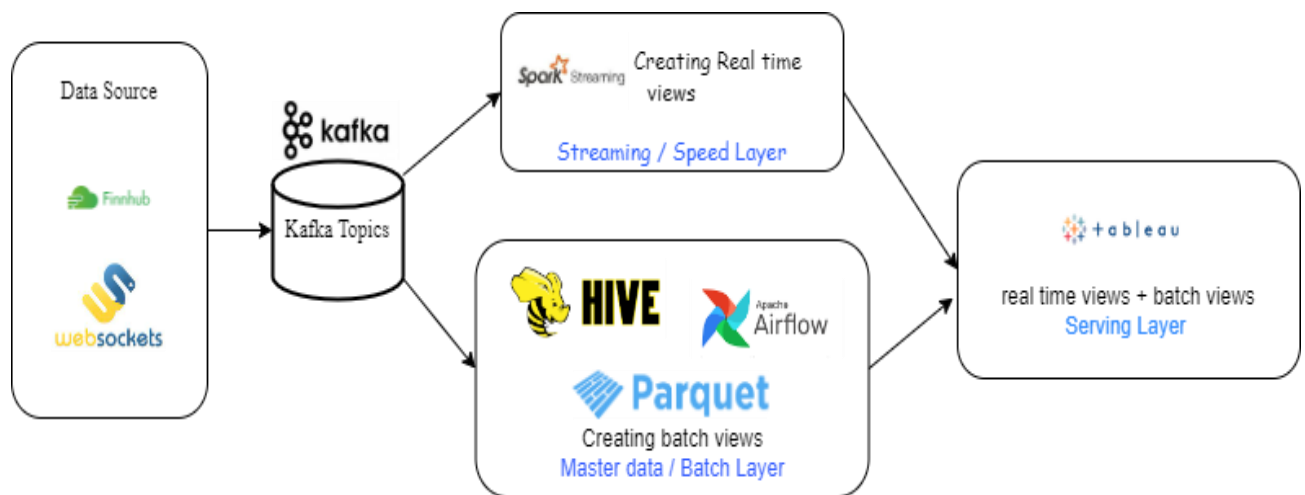 Data Source
Finnhub
websockets
kafka
Kafka Topics
Spark Streaming
Creating Real time
views
Streaming / Speed Layer
HIVE
Apache
Airflow
Parquet
Creating batch views
Master data / Batch Layer
+ableau
real time views + batch views
Serving Layer